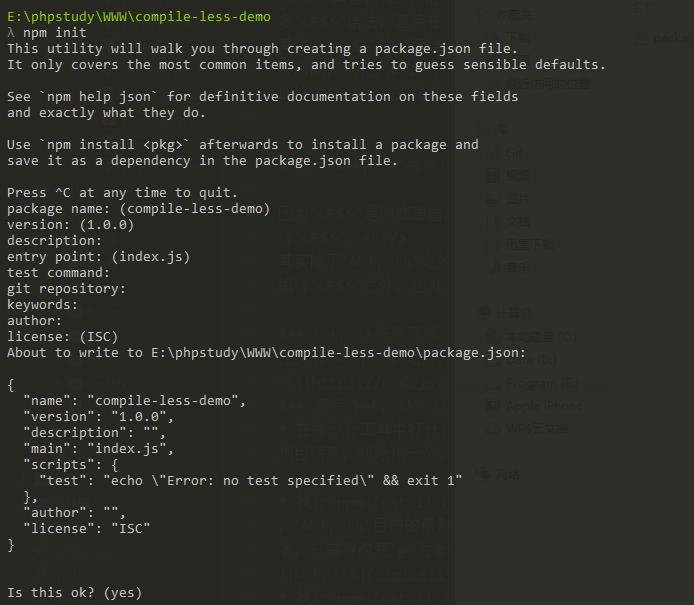 E:\phpstudy\WWW\compile-less-demo
λ npm init
This utility will walk you through creating a package.json file.
It only covers the most common items, and tries to guess sensible defaults.
See `npm help json` for definitive documentation on these fields
and exactly what they do.
Use `npm install <pkg>` afterwards to install a package and
save it as a dependency in the package.json file.
Press ^C at any time to quit.
package name: (compile-less-demo)
version: (1.0.0)
description:
entry point: (index.js)
test command:
git repository:
keywords:
author:
license: (ISC)
About to write to E:\phpstudy\WWW\compile-less-demo\package.json:
{
  "name": "compile-less-demo",
  "version": "1.0.0",
  "description": "",
  "main": "index.js",
  "scripts": {
    "test": "echo \"Error: no test specified\" && exit 1"
  },
  "author": "",
  "license": "ISC"
}
Is this ok? (yes)